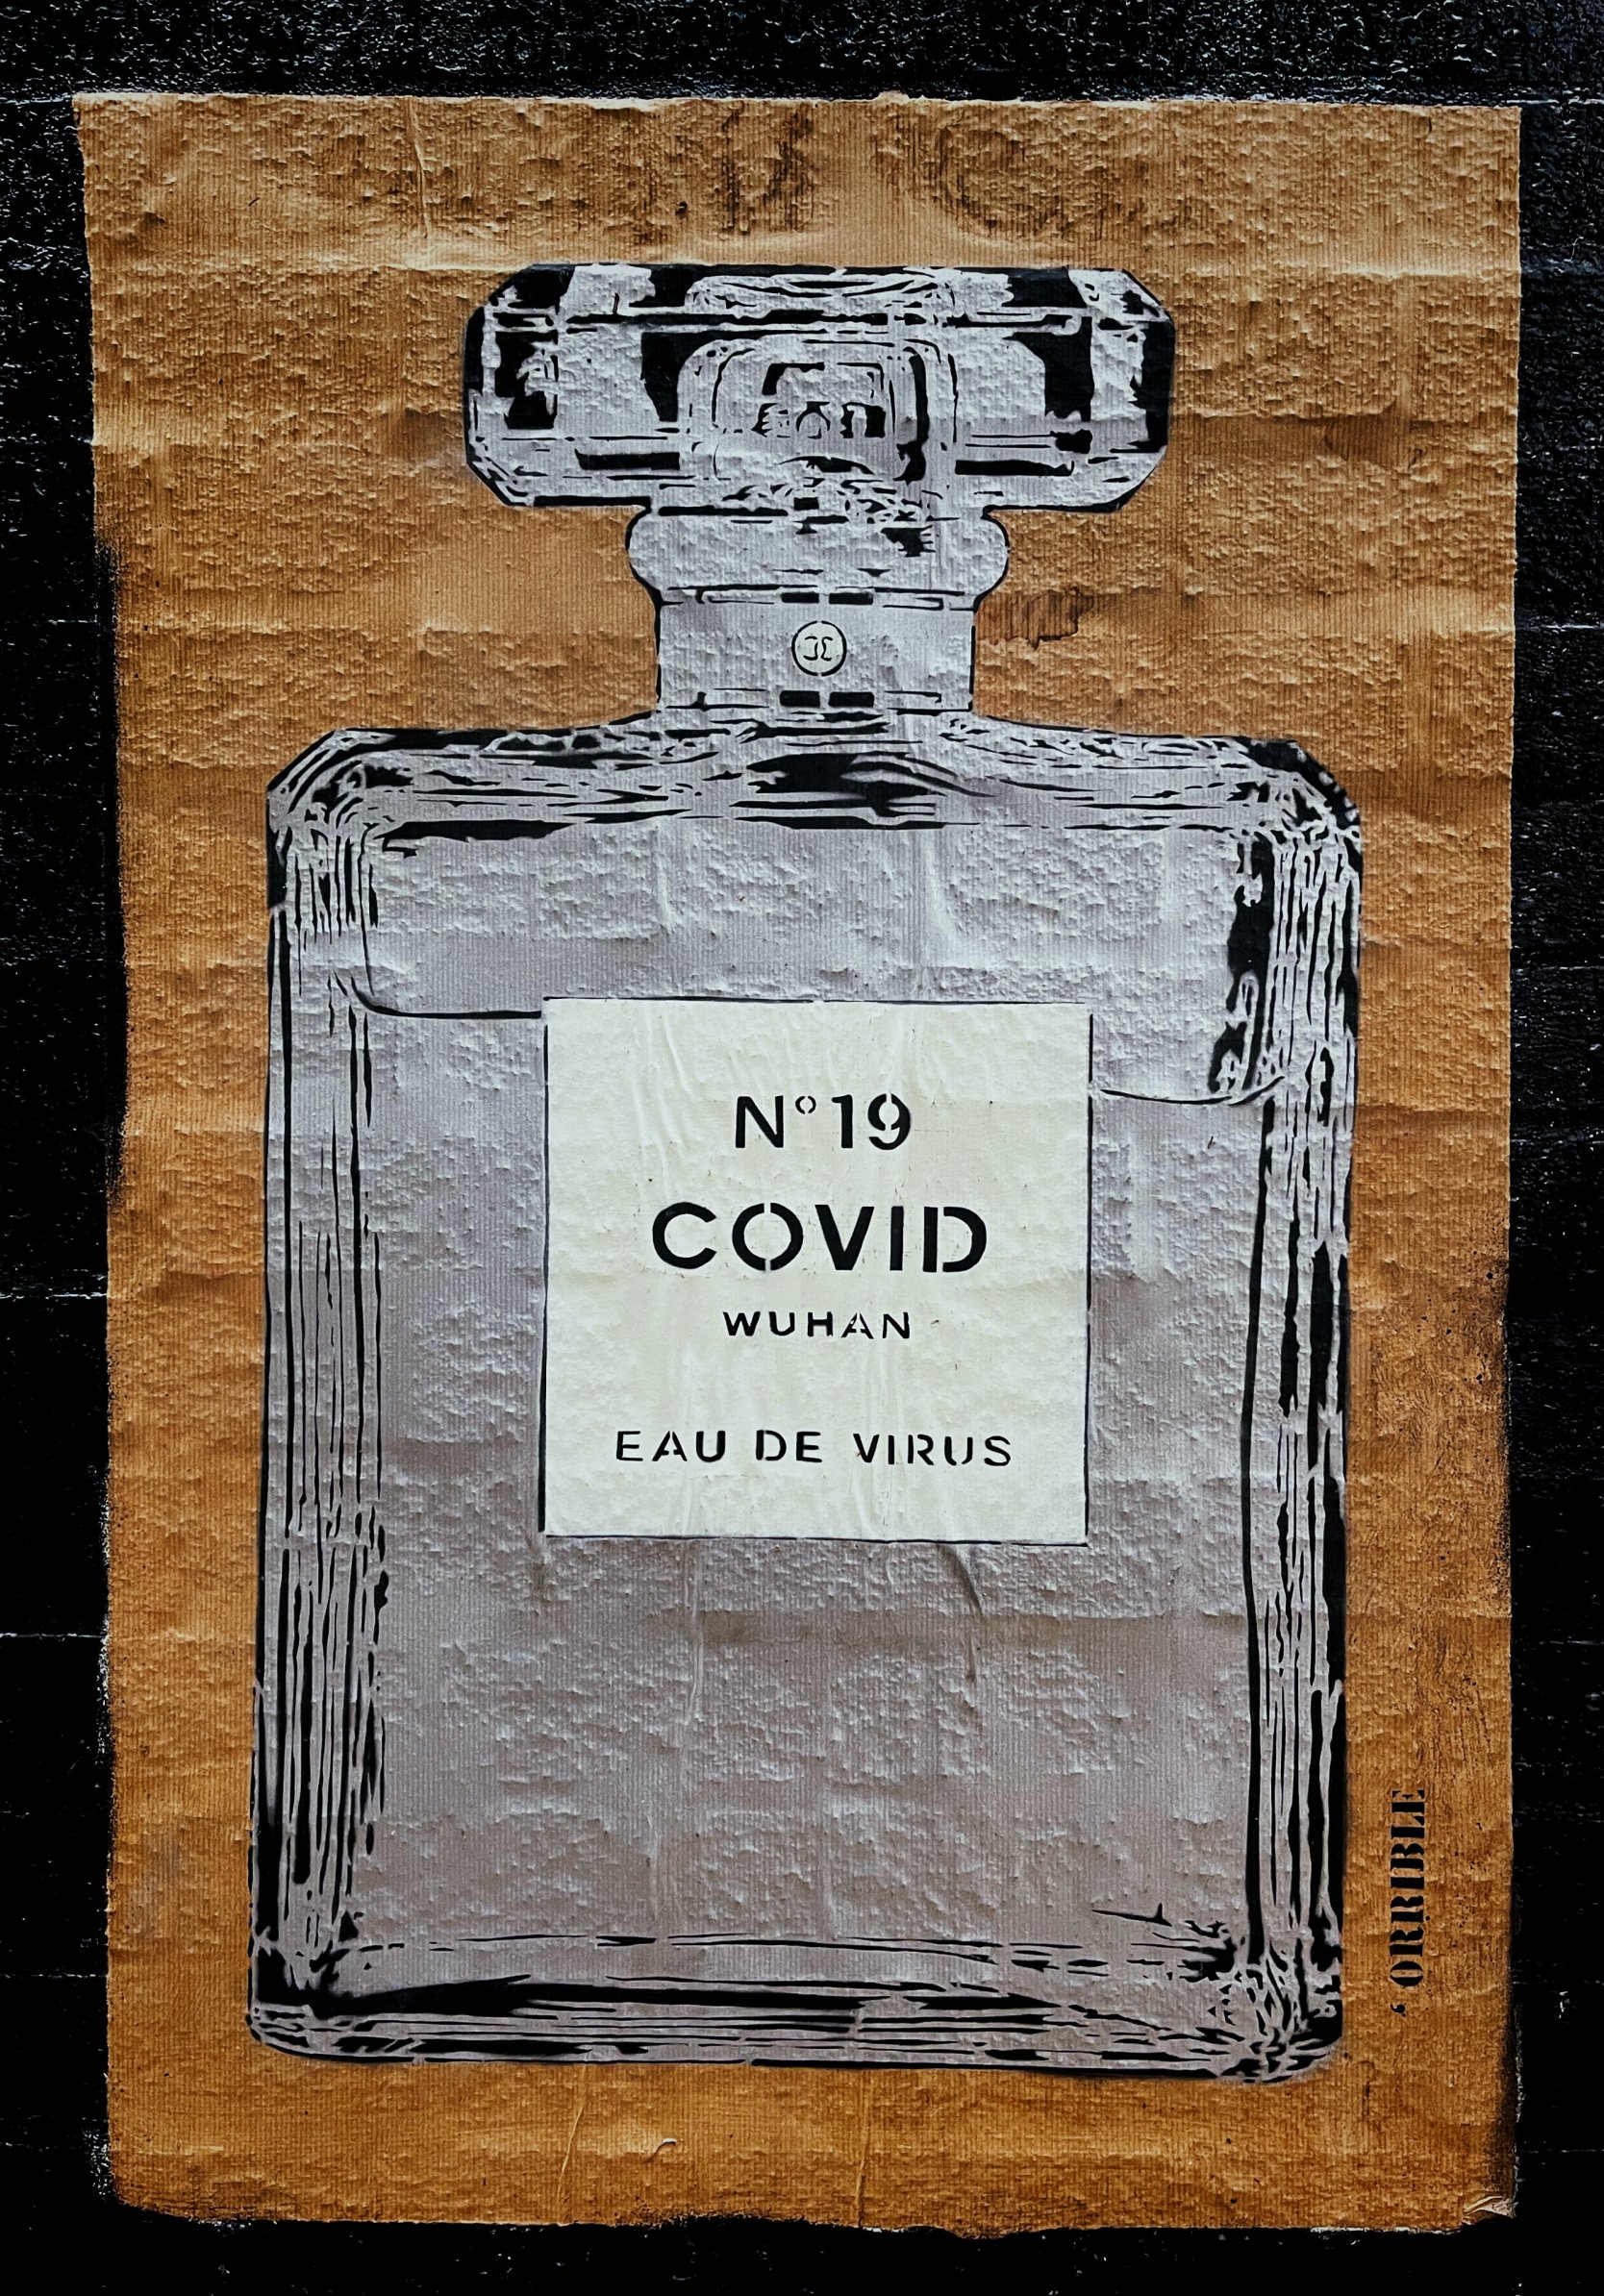 N°19
COVID
WUHAN
EAU DE VIRUS
'ORRIBLE